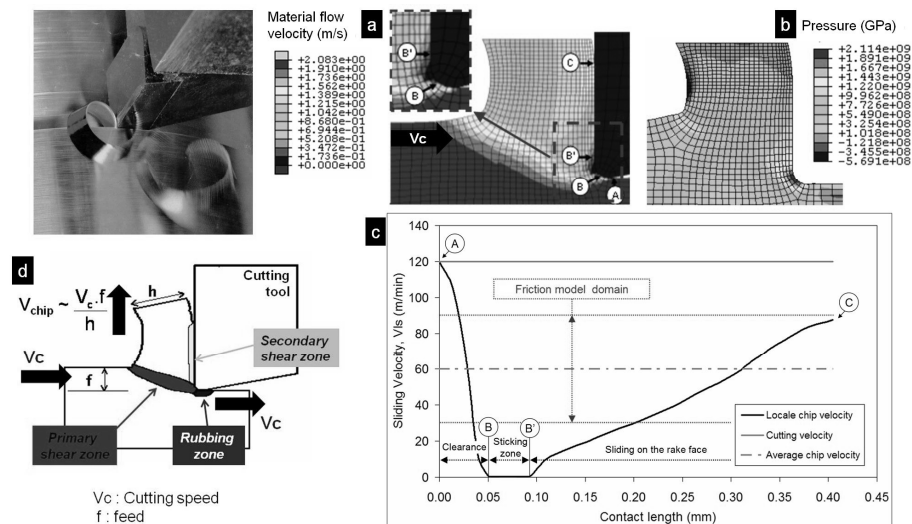 Material flow
velocity (m/s)
+2.083e+00
+1.910e+00
+1.736e+00
+1.562e+00
+1.389e+00
+1.215e+00
+1.042e+00
+8.680e-01
+6.944e-01
+5.208e-01
+3.472e-01
+1.736e-01
+0.000e+00
a
B'
B
C
Vc
B'
B
A
b
Pressure (GPa)
+2.114e+09
+1.891e+09
+1.667e+09
+1.443e+09
+1.220e+09
+9.962e+08
+7.726e+08
+5.490e+08
+3.254e+08
+1.018e+08
-1.218e+08
-3.455e+08
-5.691e+08
c
Sliding Velocity, Vls (m/min)
140
120
100
80
60
40
20
0
A
Friction model domain
C
B
B'
Clearance
Sticking
zone
Sliding on the rake face
Locale chip velocity
Cutting velocity
Average chip velocity
0.00 0.05 0.10 0.15 0.20 0.25 0.30 0.35 0.40 0.45
Contact length (mm)
d
Vchip ~ Vc.f
h
h
Cutting
tool
Secondary
shear zone
Vc
f
Vc
Primary
shear zone
Rubbing
zone
Vc : Cutting speed
f : feed